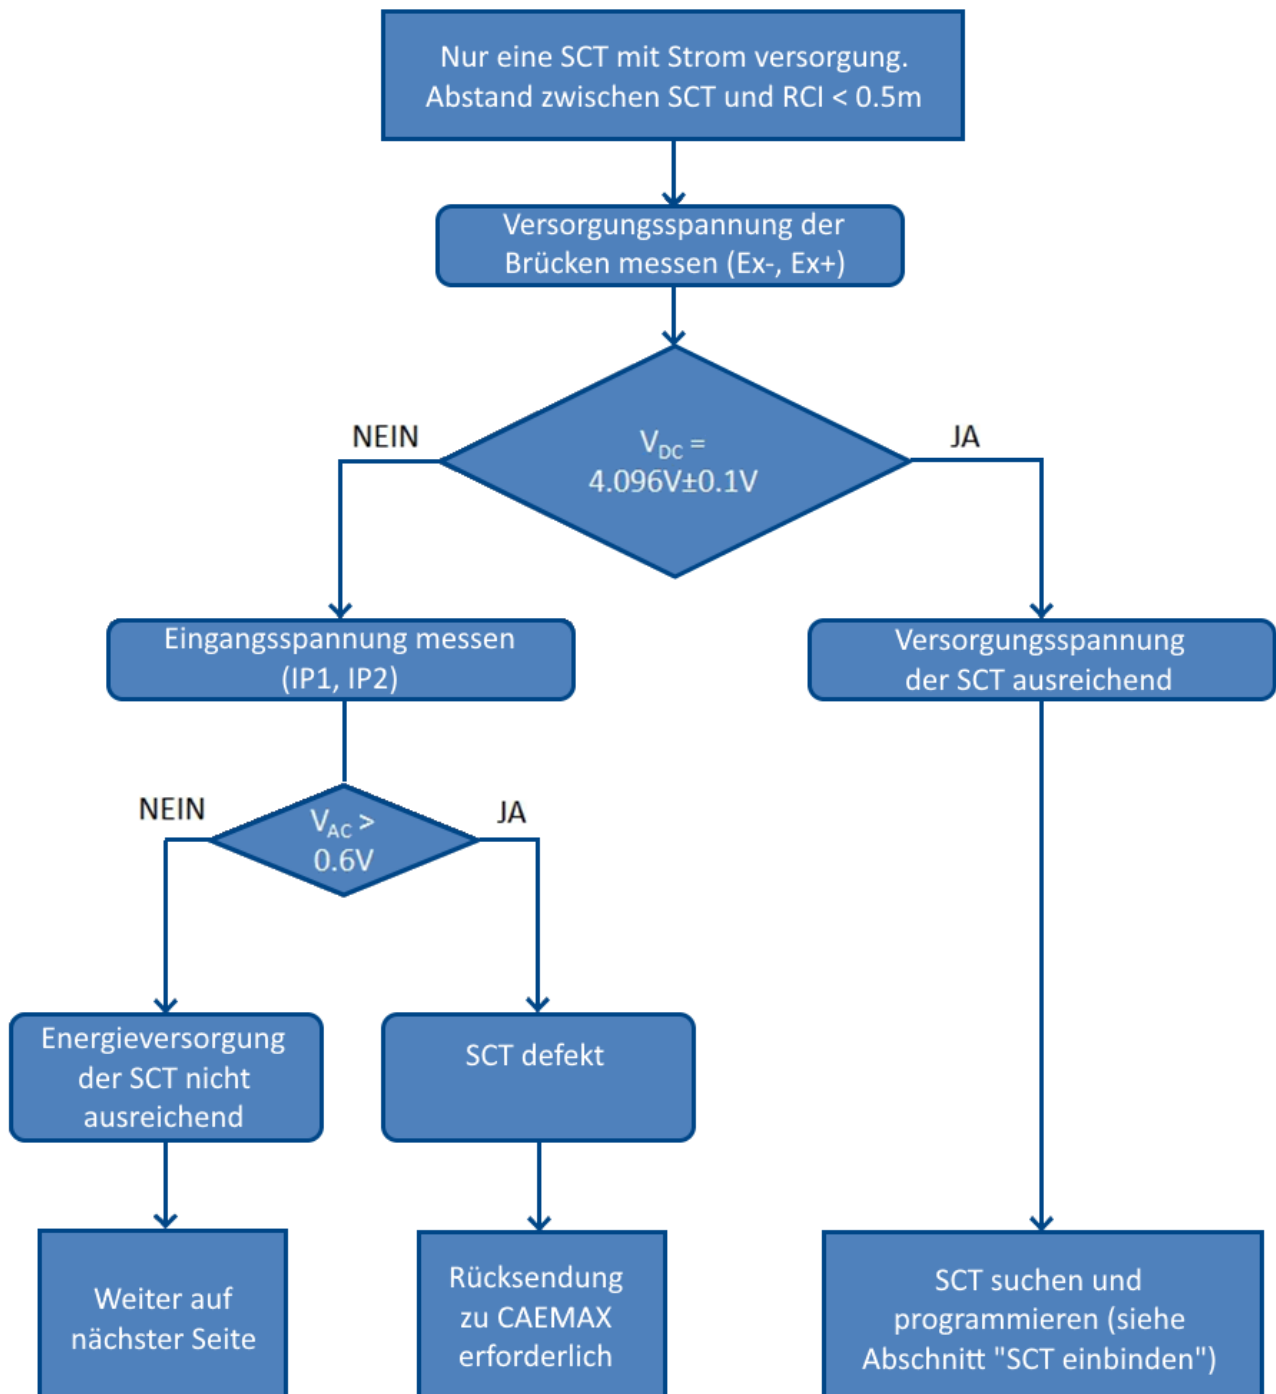 Nur eine SCT mit Strom versorgung.
Abstand zwischen SCT und RCI < 0.5m
Versorgungsspannung der
Brücken messen (Ex-, Ex+)
NEIN
V_DC =
4.096V±0.1V
JA
Eingangsspannung messen
(IP1, IP2)
Versorgungsspannung
der SCT ausreichend
NEIN
V_AC >
0.6V
JA
Energieversorgung
der SCT nicht
ausreichend
SCT defekt
Weiter auf
nächster Seite
Rücksendung
zu CAEMAX
erforderlich
SCT suchen und
programmieren (siehe
Abschnitt "SCT einbinden")